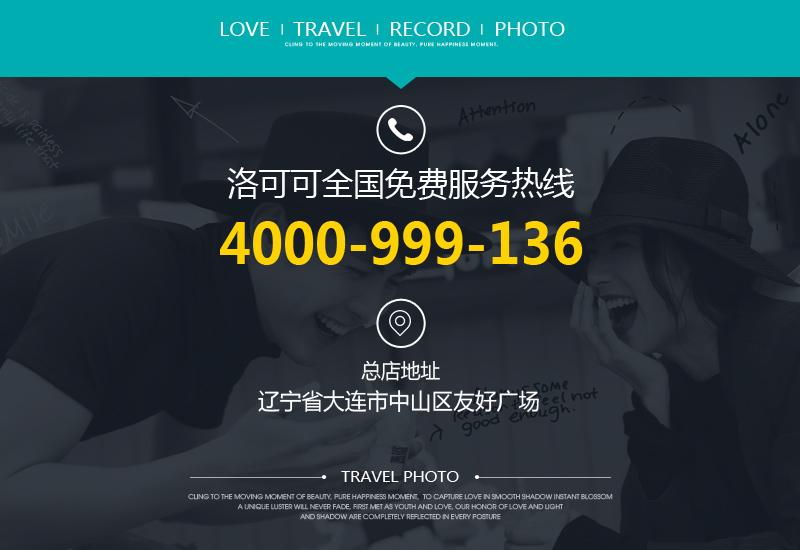 LOVE | TRAVEL | RECORD | PHOTO
CLING TO THE MOVING MOMENT OF BEAUTY, PURE HAPPINESS MOMENT.
Attention
Alone
Smile
洛可可全国免费服务热线
4000-999-136
总店地址
辽宁省大连市中山区友好广场
good enough.
TRAVEL PHOTO
CLING TO THE MOVING MOMENT OF BEAUTY, PURE HAPPINESS MOMENT, TO CAPTURE LOVE IN SMOOTH SHADOW INSTANT BLOSSOM
A UNIQUE LUSTER WILL NEVER FADE, FIRST MET AS YOUTH AND LOVE, OUR HONOR OF LOVE AND LIGHT
AND SHADOW ARE COMPLETELY REFLECTED IN EVERY POSTURE